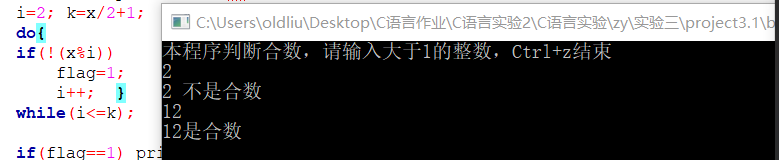 i=2; k=x/2+1;
do{
if(!(x%i))
flag=1;
i++; }
while(i<=k);
if(flag==1) pri
C:\Users\oldliu\Desktop\C语言作业\C语言实验2\C语言实验\zy\实验三\project3.1\b
本程序判断合数，请输入大于1的整数，Ctrl+z结束
2
2 不是合数
12
12是合数